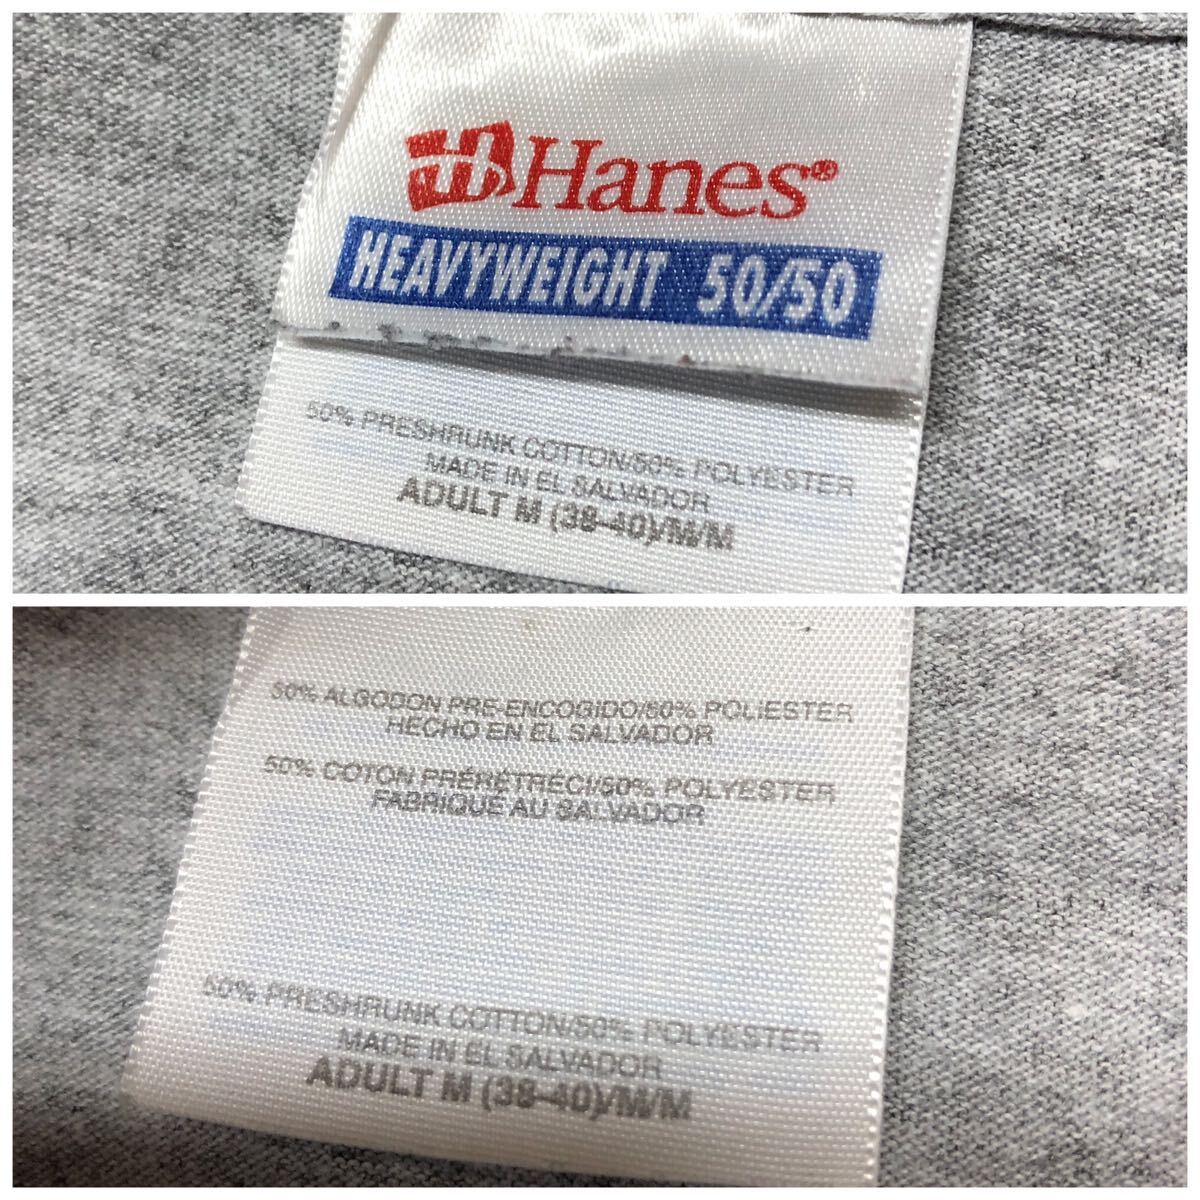 Hanes®
HEAVYWEIGHT 50/50
50% PRESHRUNK COTTON/50% POLYESTER
MADE IN EL SALVADOR
ADULT M (38-40)/M/M
50% ALGODON PRE-ENCOGIDO/50% POLIESTER
HECHO EN EL SALVADOR
50% COTON PRÉRÉTRÉCI/50% POLYESTER
FABRIQUÉ AU SALVADOR
50% PRESHRUNK COTTON/50% POLYESTER
MADE IN EL SALVADOR
ADULT M (38-40)/M/M